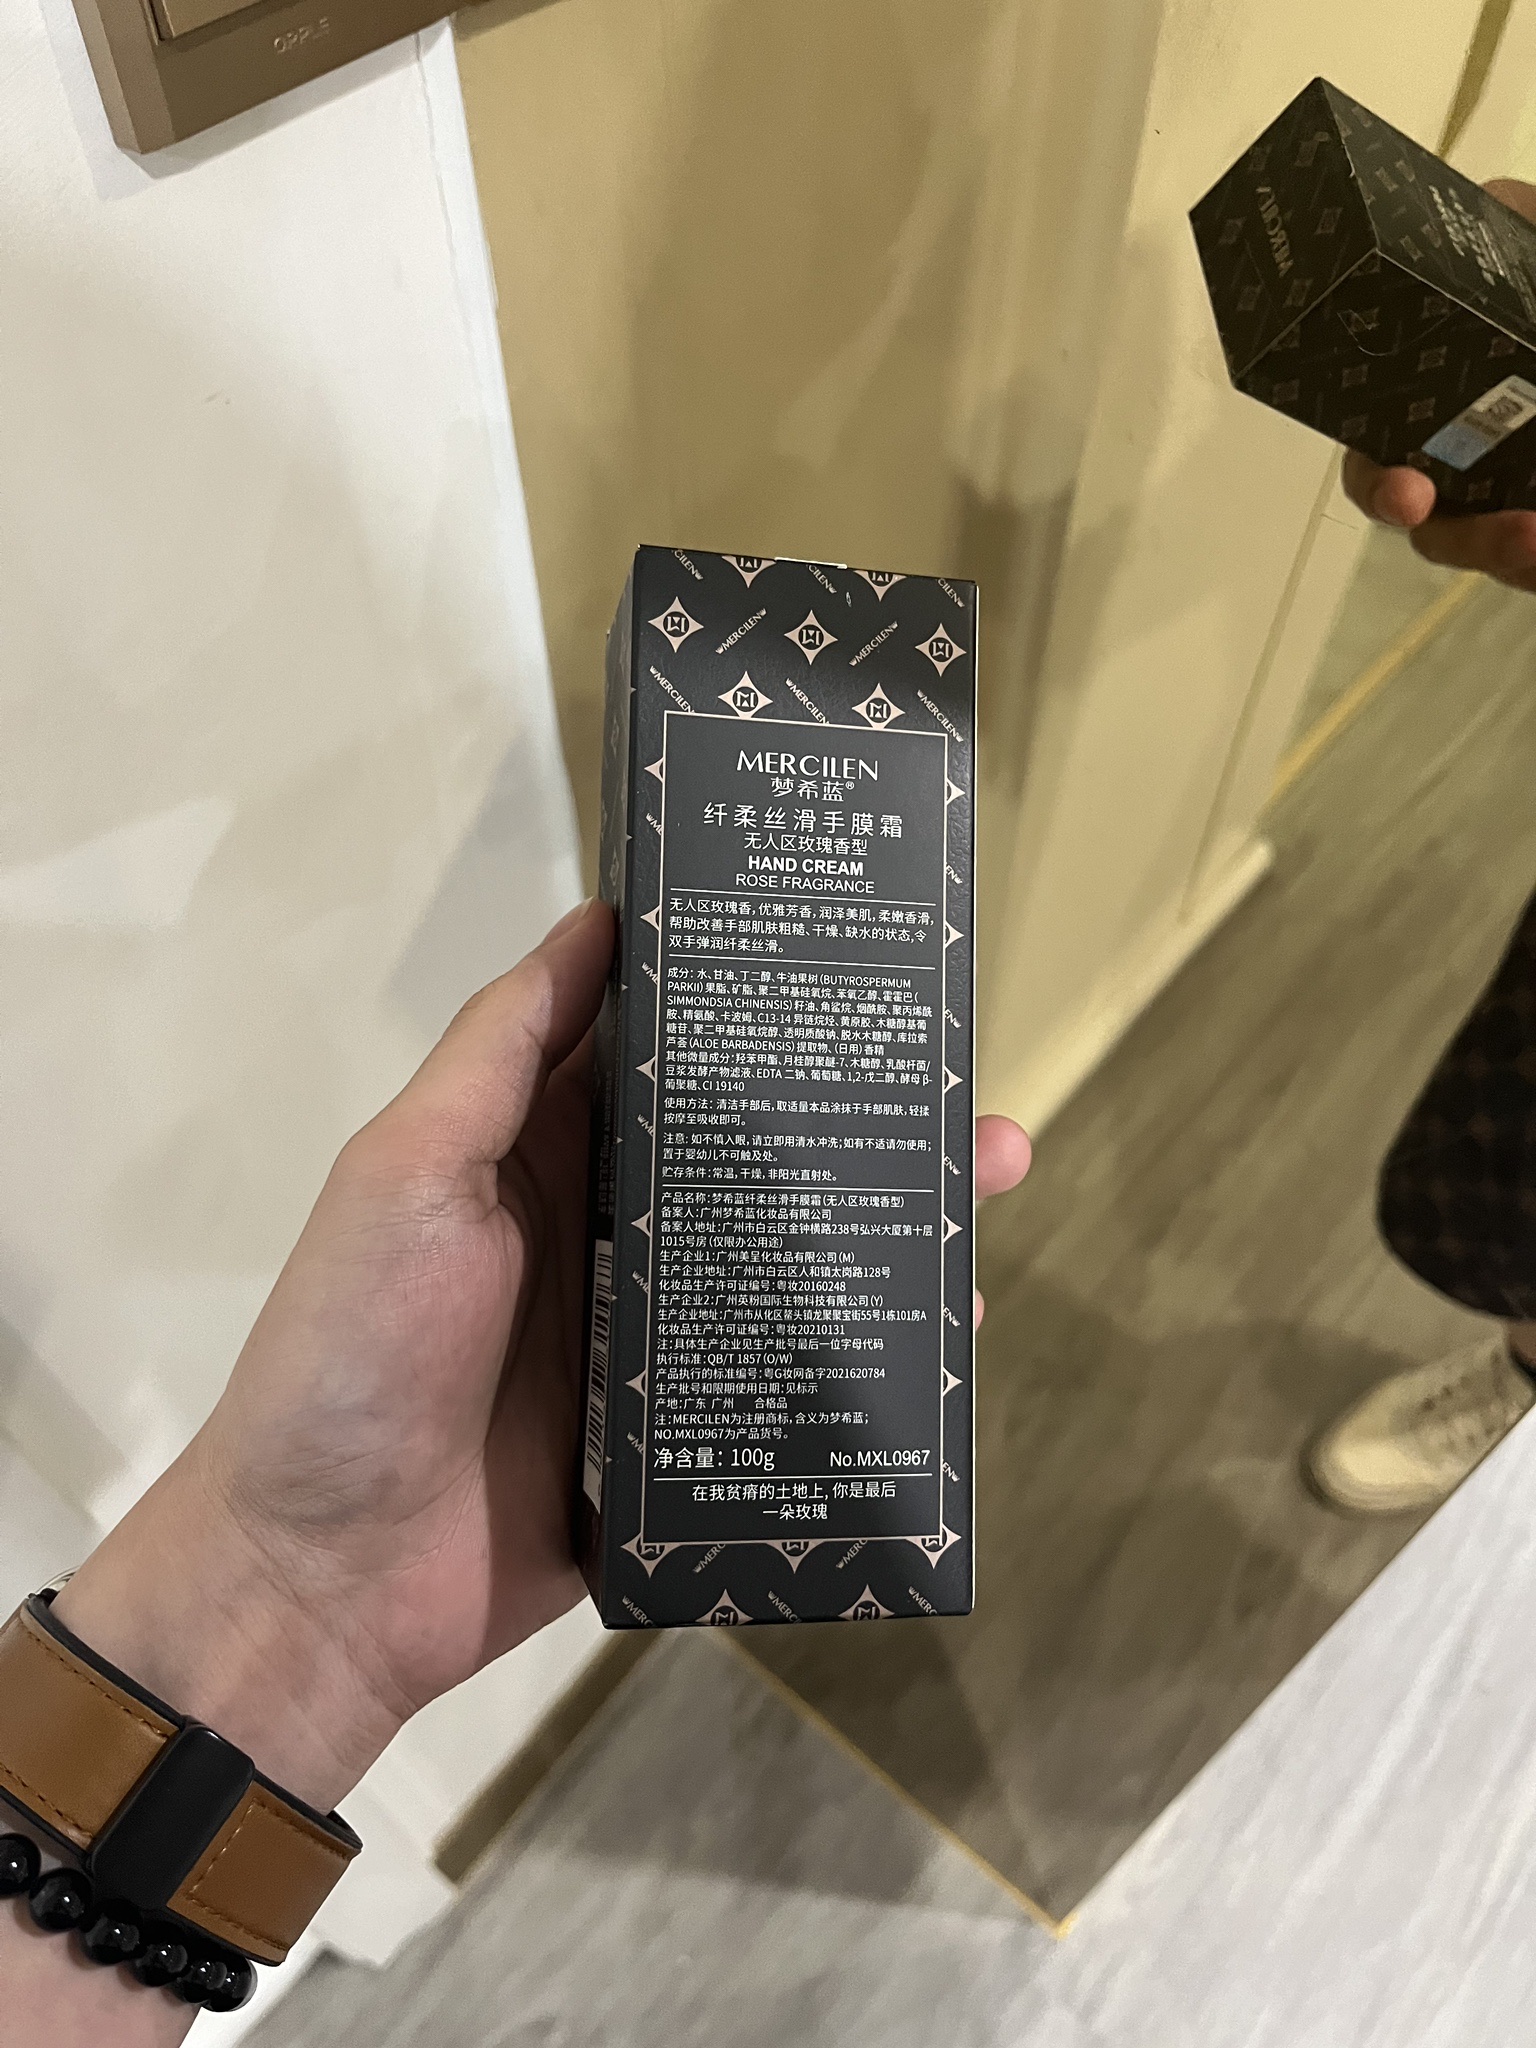 OPPLE
MERCILEN
MERCILEN
梦希蓝®
纤柔丝滑手膜霜
无人区玫瑰香型
HAND CREAM
ROSE FRAGRANCE
无人区玫瑰香,优雅芳香,润泽美肌,柔嫩香滑,
帮助改善手部肌肤粗糙、干燥、缺水的状态,令
双手弹润纤柔丝滑。
成分:水、甘油、丁二醇、牛油果树(BUTYROSPERMUM
PARKII)果脂、矿脂、聚二甲基硅氧烷、苯氧乙醇、霍霍巴(
SIMMONDSIA CHINENSIS)籽油、角鲨烷、烟酰胺、聚丙烯酰
胺、精氨酸、卡波姆、C13-14 异链烷烃、黄原胶、木糖醇基葡
糖苷、聚二甲基硅氧烷醇、透明质酸钠、脱水木糖醇、库拉索
芦荟(ALOE BARBADENSIS)提取物、(日用)香精
其他微量成分:羟苯甲酯、月桂醇聚醚-7、木糖醇、乳酸杆菌/
豆浆发酵产物滤液、EDTA 二钠、葡萄糖、1,2-戊二醇、酵母 β-
葡聚糖、CI 19140
使用方法:清洁手部后,取适量本品涂抹于手部肌肤,轻揉
按摩至吸收即可。
注意:如不慎入眼,请立即用清水冲洗;如有不适请勿使用;
置于婴幼儿不可触及处。
贮存条件:常温,干燥,非阳光直射处。
产品名称:梦希蓝纤柔丝滑手膜霜(无人区玫瑰香型)
备案人:广州梦希蓝化妆品有限公司
备案人地址:广州市白云区金钟横路238号弘兴大厦第十层
1015号房(仅限办公用途)
生产企业1:广州美呈化妆品有限公司(M)
生产企业地址:广州市白云区人和镇太岗路128号
化妆品生产许可证编号:粤妆20160248
生产企业2:广州英粉国际生物科技有限公司(Y)
生产企业地址:广州市从化区鳌头镇龙聚聚宝街55号1栋101房A
化妆品生产许可证编号:粤妆20210131
注:具体生产企业见生产批号最后一位字母代码
执行标准:QB/T 1857(O/W)
产品执行的标准编号:粤G妆网备字2021620784
生产批号和限期使用日期:见标示
产地:广东 广州 合格品
注:MERCILEN为注册商标,含义为梦希蓝;
NO.MXL0967为产品货号。
净含量:100g No.MXL0967
在我贫瘠的土地上,你是最后
一朵玫瑰